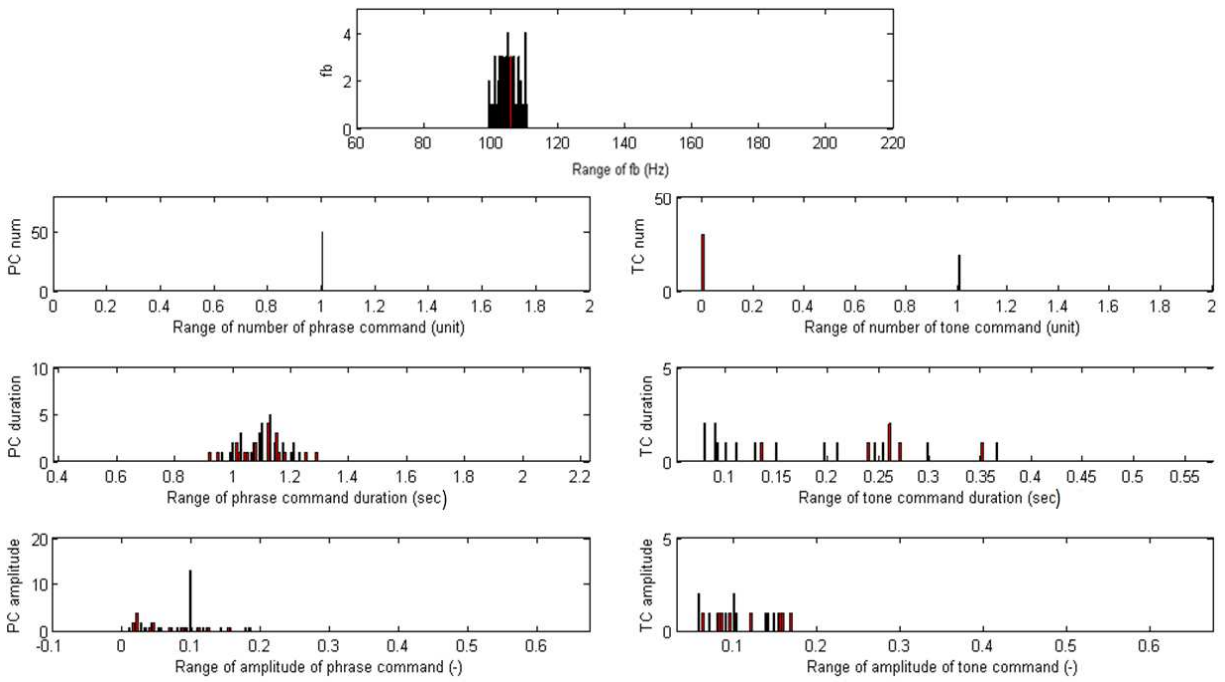 4
2
0
fb
60 80 100 120 140 160 180 200 220
Range of fb (Hz)
50
0
PC num
0 0.2 0.4 0.6 0.8 1 1.2 1.4 1.6 1.8 2
Range of number of phrase command (unit)
50
0
TC num
0 0.2 0.4 0.6 0.8 1 1.2 1.4 1.6 1.8 2
Range of number of tone command (unit)
10
5
0
PC duration
0.4 0.6 0.8 1 1.2 1.4 1.6 1.8 2 2.2
Range of phrase command duration (sec)
5
0
TC duration
0.1 0.15 0.2 0.25 0.3 0.35 0.4 0.45 0.5 0.55
Range of tone command duration (sec)
20
10
0
PC amplitude
-0.1 0 0.1 0.2 0.3 0.4 0.5 0.6
Range of amplitude of phrase command (-)
5
0
TC amplitude
0.1 0.2 0.3 0.4 0.5 0.6
Range of amplitude of tone command (-)